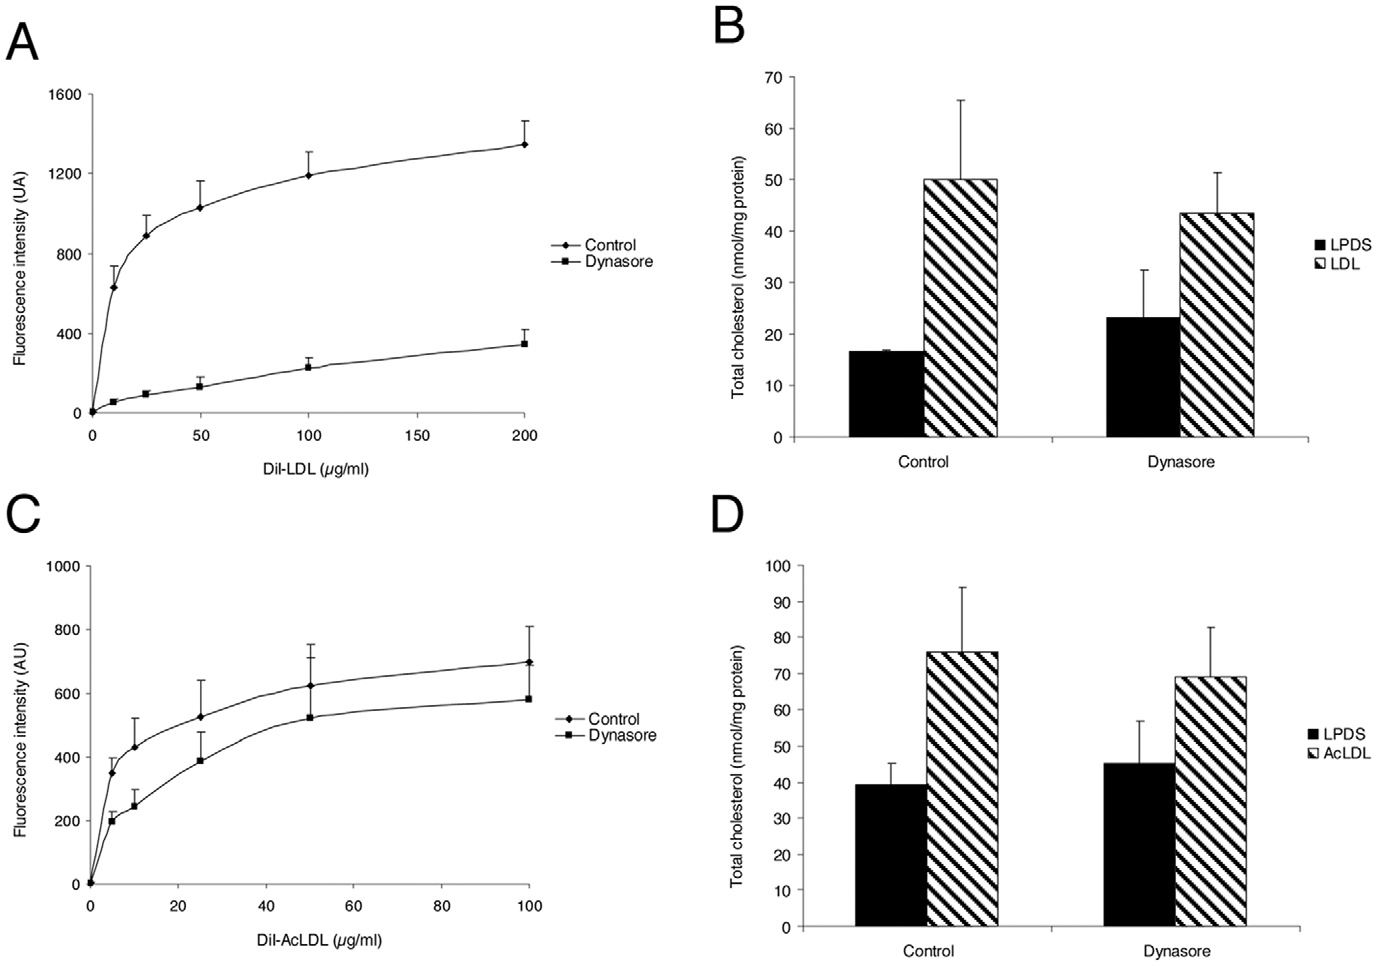 A
1600
1200
800
400
0
0
50
100
150
200
Fluorescence intensity (UA)
DiI-LDL (µg/ml)
Control
Dynasore
B
70
60
50
40
30
20
10
0
Total cholesterol (nmol/mg protein)
Control
Dynasore
LPDS
LDL
C
1000
800
600
400
200
0
0
20
40
60
80
100
Fluorescence intensity (AU)
DiI-AcLDL (µg/ml)
Control
Dynasore
D
100
90
80
70
60
50
40
30
20
10
0
Total cholesterol (nmol/mg protein)
Control
Dynasore
LPDS
AcLDL